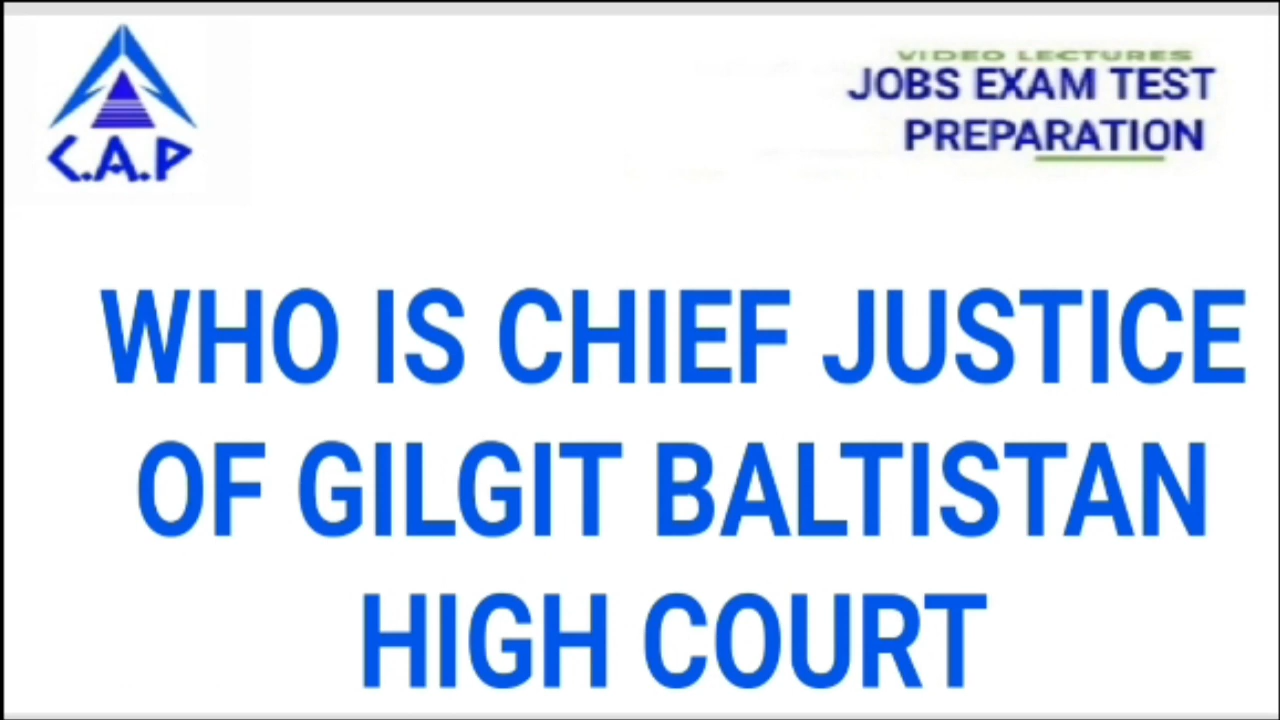 C.A.P
VIDEO LECTURES
JOBS EXAM TEST
PREPARATION
WHO IS CHIEF JUSTICE
OF GILGIT BALTISTAN
HIGH COURT